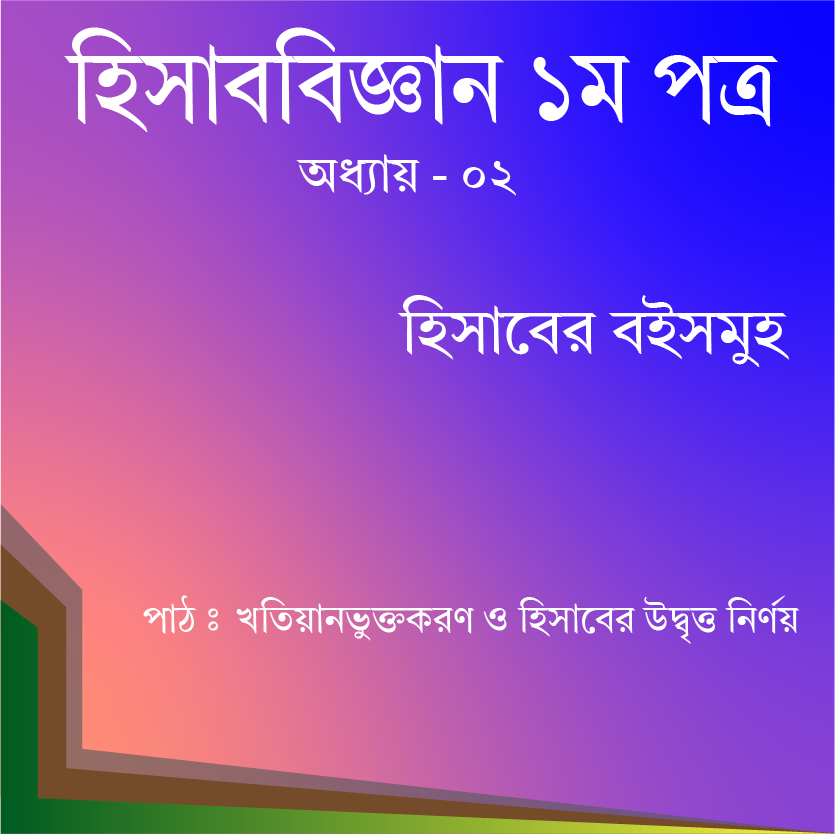 হিসাববিজ্ঞান ১ম পত্র
অধ্যায় - ০২
হিসাবের বইসমুহ
পাঠ ঃ খতিয়ানভুক্তকরণ ও হিসাবের উদ্বৃত্ত নির্ণয়